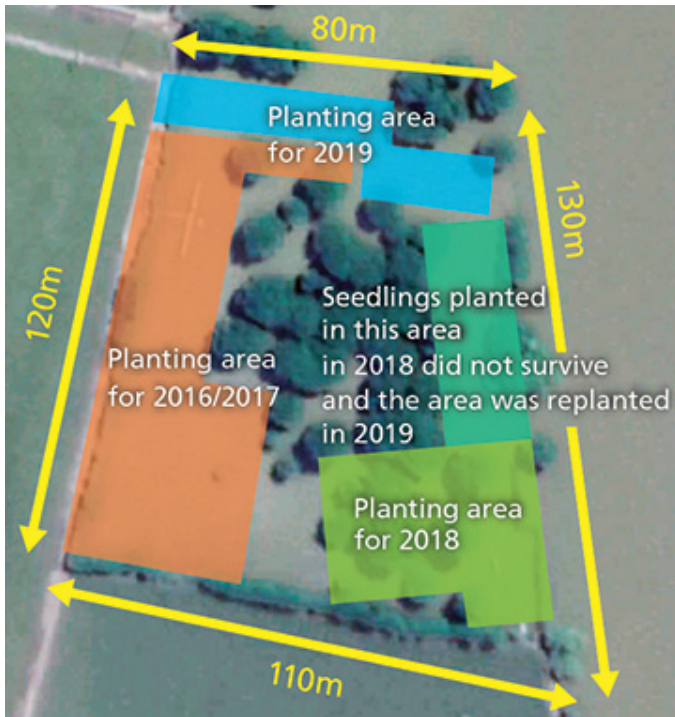 80m
Planting area
for 2019
130m
120m
Seedlings planted
in this area
in 2018 did not survive
and the area was replanted
in 2019
Planting area
for 2016/2017
Planting area
for 2018
110m